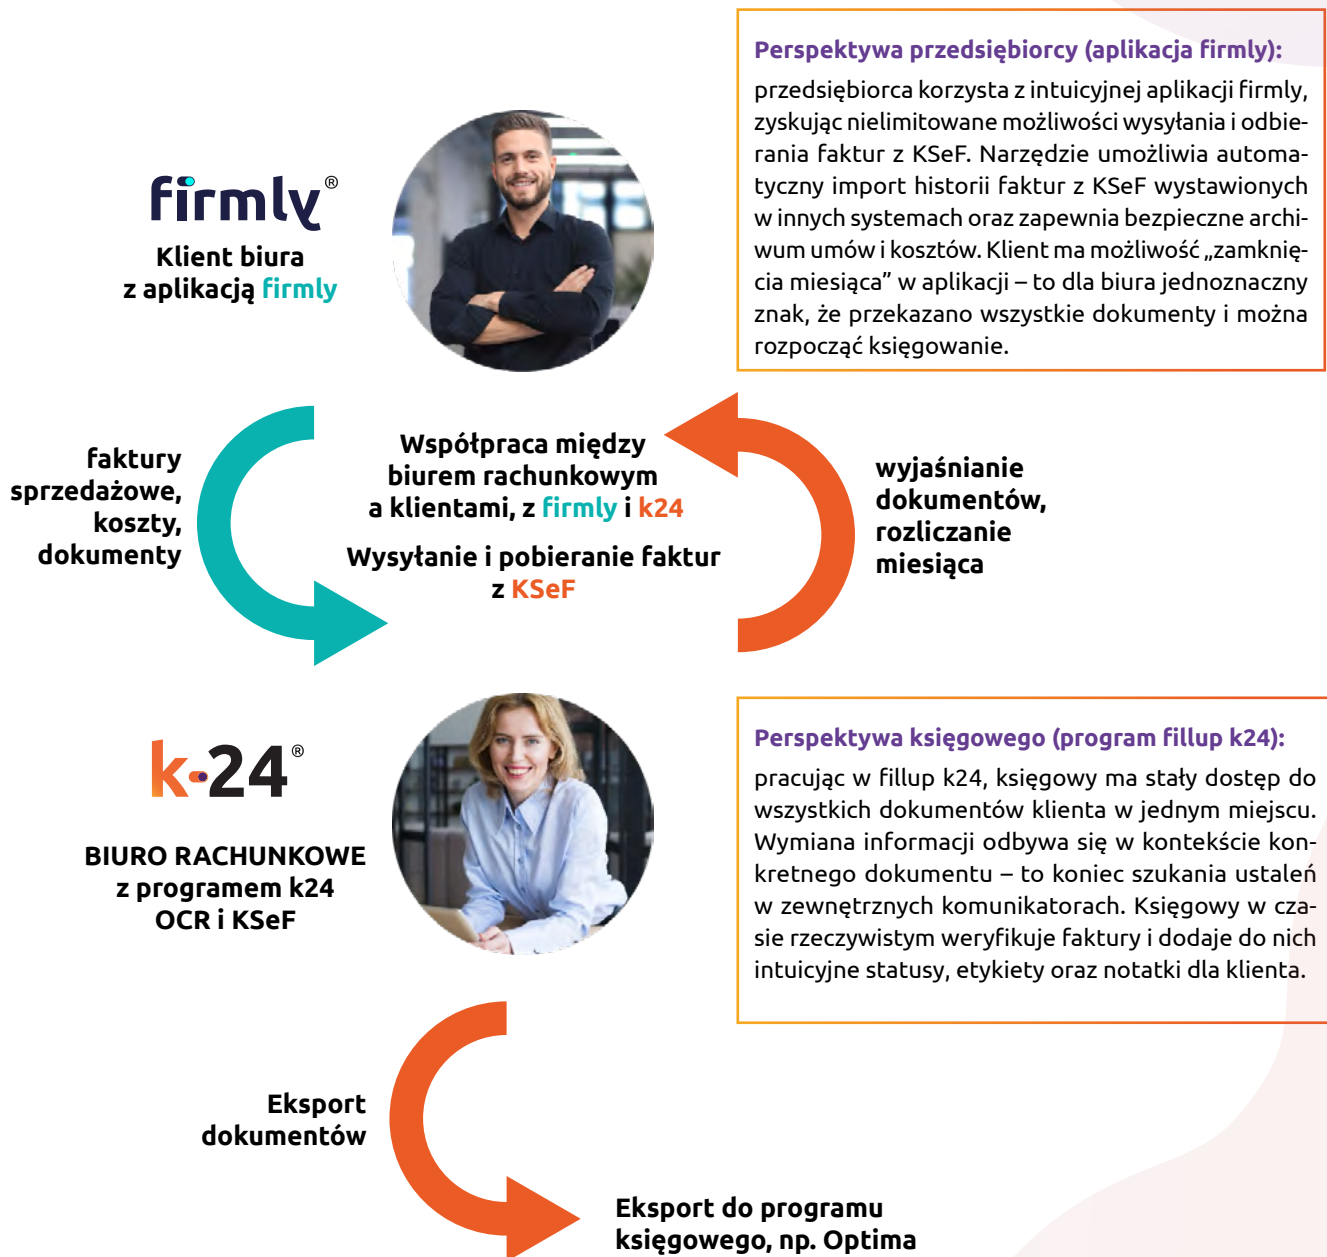 Perspektywa przedsiębiorcy (aplikacja firmly):
przedsiębiorca korzysta z intuicyjnej aplikacji firmly,
zyskując nielimitowane możliwości wysyłania i odbie-
rania faktur z KSeF. Narzędzie umożliwia automa-
tyczny import historii faktur z KSeF wystawionych
w innych systemach oraz zapewnia bezpieczne archi-
wum umów i kosztów. Klient ma możliwość „zamknię-
cia miesiąca” w aplikacji – to dla biura jednoznaczny
znak, że przekazano wszystkie dokumenty i można
rozpocząć księgowanie.
firmly®
Klient biura
z aplikacją firmly
faktury
sprzedażowe,
koszty,
dokumenty
Współpraca między
biurem rachunkowym
a klientami, z firmly i k24
Wysyłanie i pobieranie faktur
z KSeF
wyjaśnianie
dokumentów,
rozliczanie
miesiąca
k24®
BIURO RACHUNKOWE
z programem k24
OCR i KSeF
Perspektywa księgowego (program fillup k24):
pracując w fillup k24, księgowy ma stały dostęp do
wszystkich dokumentów klienta w jednym miejscu.
Wymiana informacji odbywa się w kontekście kon-
kretnego dokumentu – to koniec szukania ustaleń
w zewnętrznych komunikatorach. Księgowy w cza-
sie rzeczywistym weryfikuje faktury i dodaje do nich
intuicyjne statusy, etykiety oraz notatki dla klienta.
Eksport
dokumentów
Eksport do programu
księgowego, np. Optima